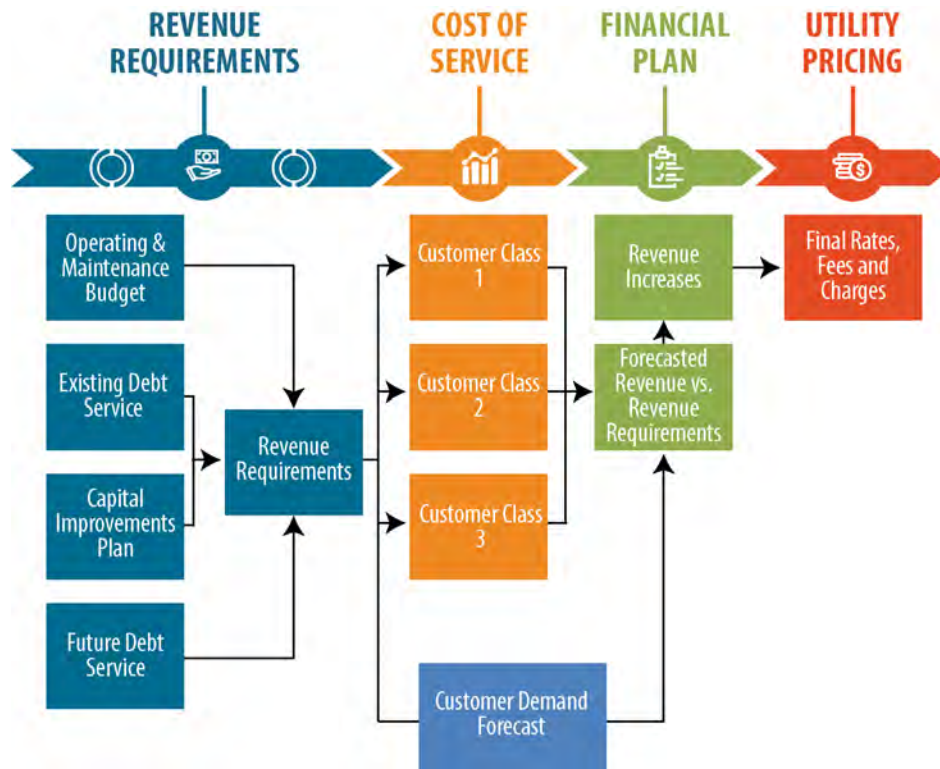 REVENUE
REQUIREMENTS
COST OF
SERVICE
FINANCIAL
PLAN
UTILITY
PRICING
Operating &
Maintenance
Budget
Existing Debt
Service
Capital
Improvements
Plan
Future Debt
Service
Revenue
Requirements
Customer Class
1
Customer Class
2
Customer Class
3
Customer Demand
Forecast
Revenue
Increases
Forecasted
Revenue vs.
Revenue
Requirements
Final Rates,
Fees and
Charges
$